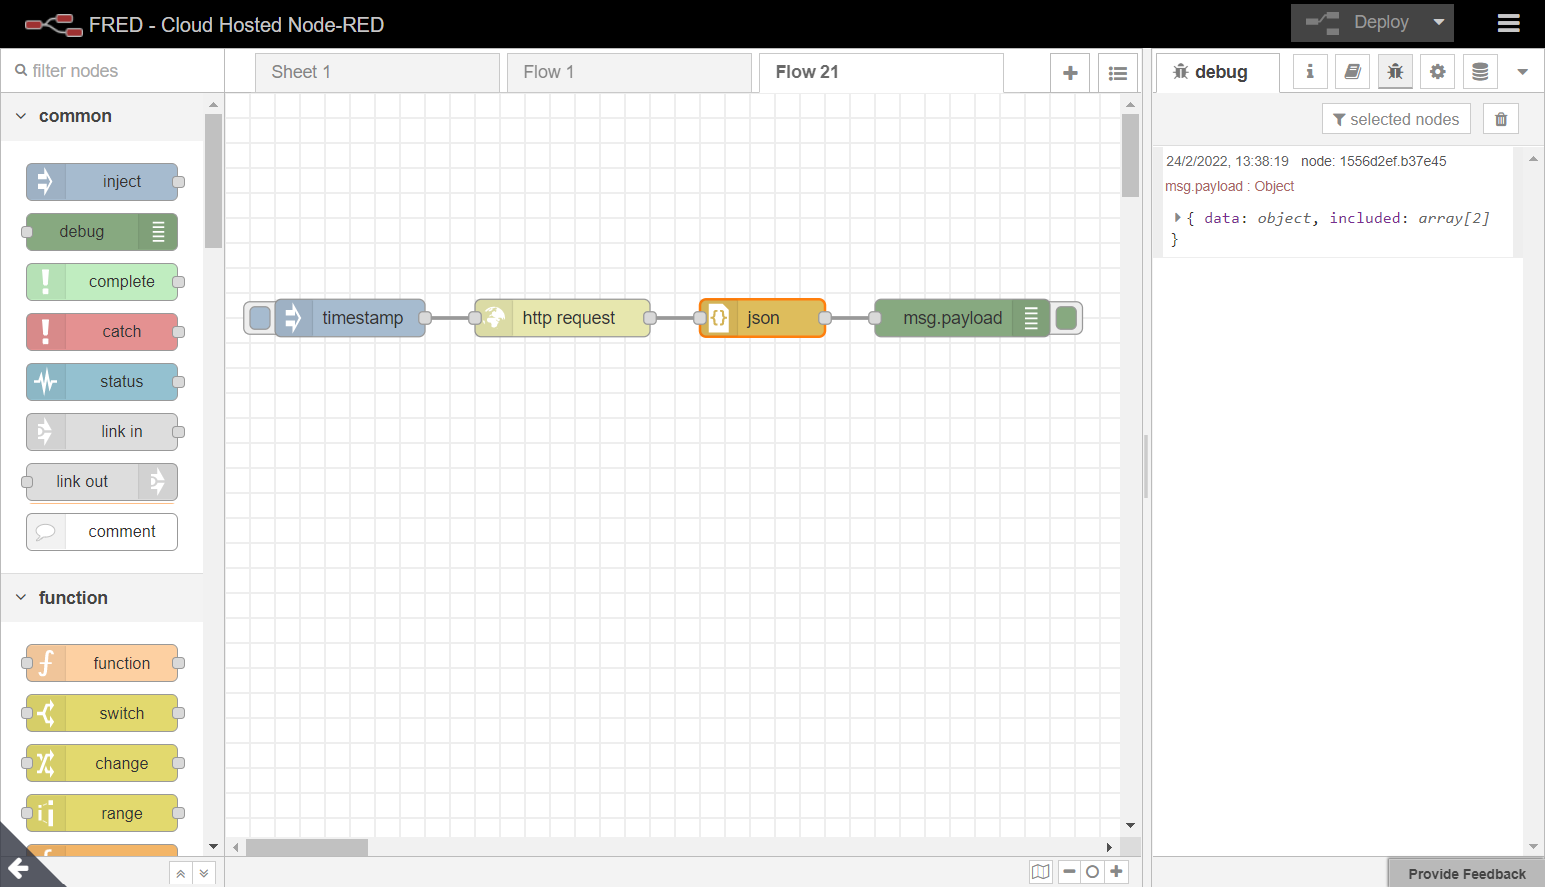 FRED - Cloud Hosted Node-RED
Deploy
filter nodes
Sheet 1
Flow 1
Flow 21
debug
common
selected nodes
inject
debug
complete
catch
status
link in
link out
comment
function
function
switch
change
range
timestamp
http request
json
msg.payload
24/2/2022, 13:38:19 node: 1556d2ef.b37e45
msg.payload : Object
{ data: object, included: array[2]
}
Provide Feedback